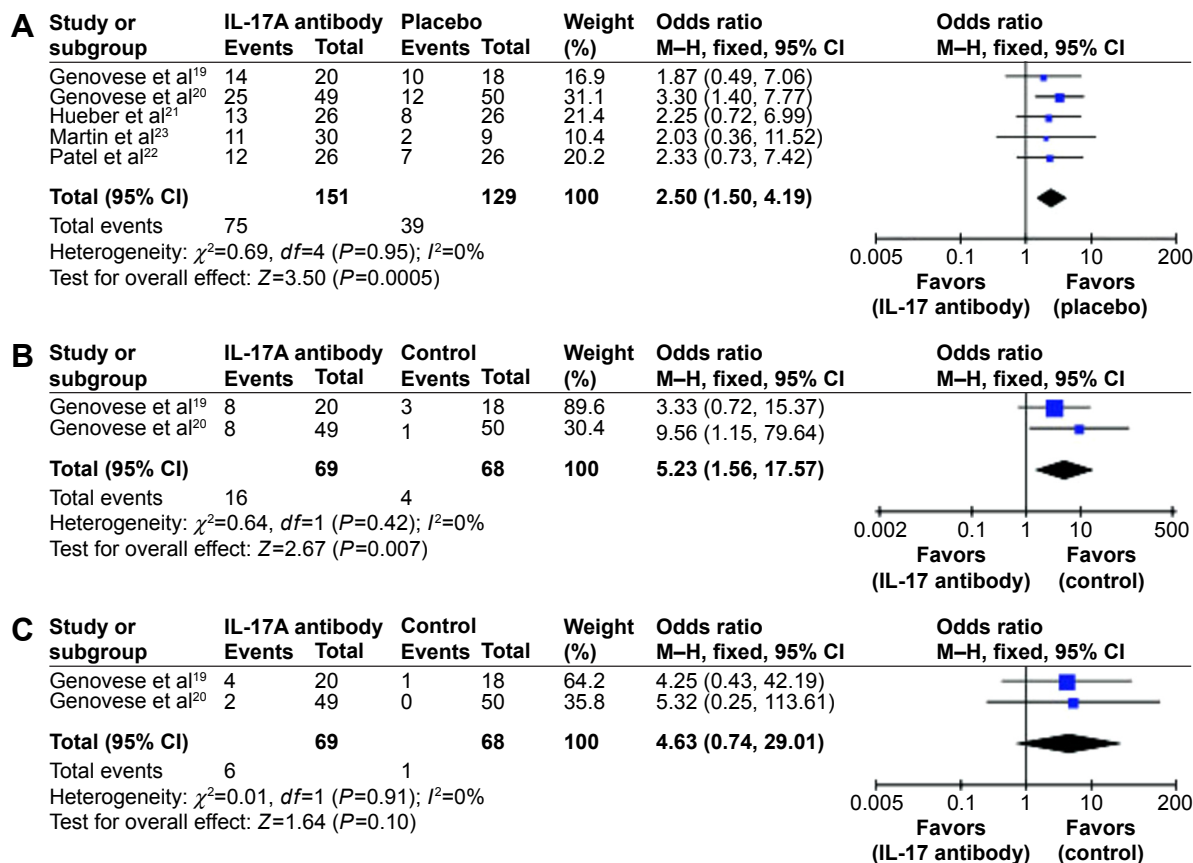 A Study or IL-17A antibody Placebo Weight Odds ratio Odds ratio
subgroup Events Total Events Total (%) M–H, fixed, 95% CI M–H, fixed, 95% CI
Genovese et al¹⁹ 14 20 10 18 16.9 1.87 (0.49, 7.06)
Genovese et al²⁰ 25 49 12 50 31.1 3.30 (1.40, 7.77)
Hueber et al²¹ 13 26 8 26 21.4 2.25 (0.72, 6.99)
Martin et al²³ 11 30 2 9 10.4 2.03 (0.36, 11.52)
Patel et al²² 12 26 7 26 20.2 2.33 (0.73, 7.42)
Total (95% CI) 151 129 100 2.50 (1.50, 4.19)
Total events 75 39
Heterogeneity: χ²=0.69, df=4 (P=0.95); I²=0%
Test for overall effect: Z=3.50 (P=0.0005)
0.005 0.1 1 10 200
Favors Favors
(IL-17 antibody) (placebo)
B Study or IL-17A antibody Control Weight Odds ratio Odds ratio
subgroup Events Total Events Total (%) M–H, fixed, 95% CI M–H, fixed, 95% CI
Genovese et al¹⁹ 8 20 3 18 89.6 3.33 (0.72, 15.37)
Genovese et al²⁰ 8 49 1 50 30.4 9.56 (1.15, 79.64)
Total (95% CI) 69 68 100 5.23 (1.56, 17.57)
Total events 16 4
Heterogeneity: χ²=0.64, df=1 (P=0.42); I²=0%
Test for overall effect: Z=2.67 (P=0.007)
0.002 0.1 1 10 500
Favors Favors
(IL-17 antibody) (control)
C Study or IL-17A antibody Control Weight Odds ratio Odds ratio
subgroup Events Total Events Total (%) M–H, fixed, 95% CI M–H, fixed, 95% CI
Genovese et al¹⁹ 4 20 1 18 64.2 4.25 (0.43, 42.19)
Genovese et al²⁰ 2 49 0 50 35.8 5.32 (0.25, 113.61)
Total (95% CI) 69 68 100 4.63 (0.74, 29.01)
Total events 6 1
Heterogeneity: χ²=0.01, df=1 (P=0.91); I²=0%
Test for overall effect: Z=1.64 (P=0.10)
0.005 0.1 1 10 200
Favors Favors
(IL-17 antibody) (control)